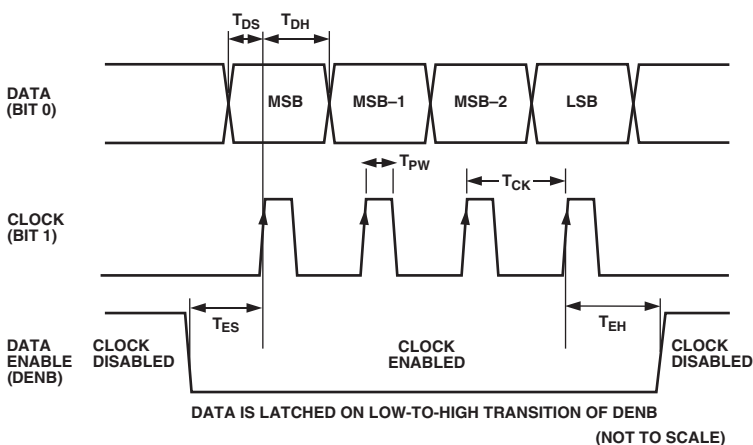 TDS TDH
DATA
(BIT 0)
MSB MSB–1 MSB–2 LSB
TPW
TCK
CLOCK
(BIT 1)
TES
TEH
DATA
ENABLE
(DENB)
CLOCK
DISABLED
CLOCK
ENABLED
CLOCK
DISABLED
DATA IS LATCHED ON LOW-TO-HIGH TRANSITION OF DENB
(NOT TO SCALE)